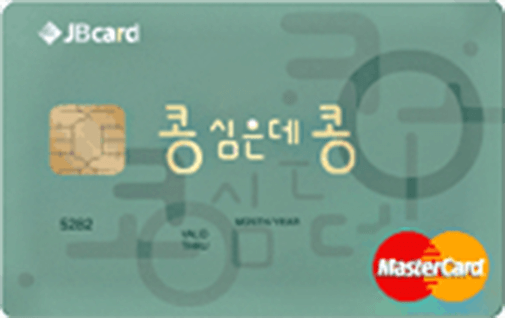 JBcard
콩심은데콩
5282
MONTH/YEAR
VALID
THRU
MasterCard